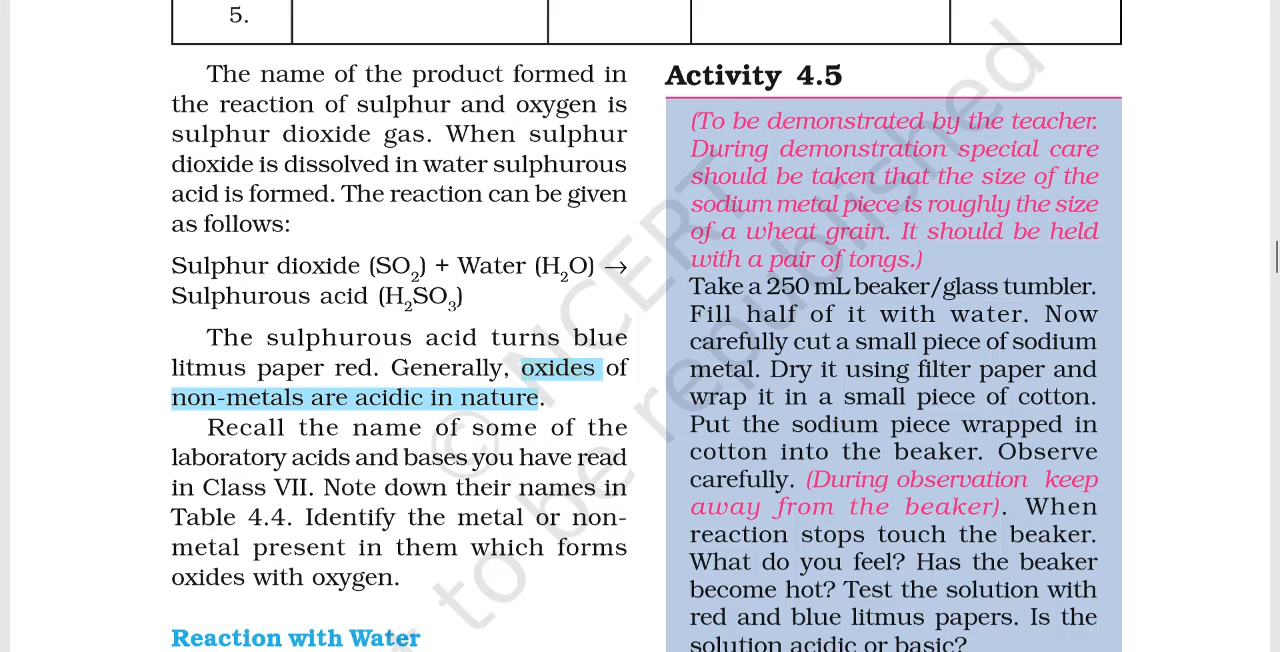 5.
The name of the product formed in
the reaction of sulphur and oxygen is
sulphur dioxide gas. When sulphur
dioxide is dissolved in water sulphurous
acid is formed. The reaction can be given
as follows:
Sulphur dioxide (SO₂) + Water (H₂O) →
Sulphurous acid (H₂SO₃)
The sulphurous acid turns blue
litmus paper red. Generally, oxides of
non-metals are acidic in nature.
Recall the name of some of the
laboratory acids and bases you have read
in Class VII. Note down their names in
Table 4.4. Identify the metal or non-
metal present in them which forms
oxides with oxygen.
Reaction with Water
Activity 4.5
(To be demonstrated by the teacher.
During demonstration special care
should be taken that the size of the
sodium metal piece is roughly the size
of a wheat grain. It should be held
with a pair of tongs.)
Take a 250 mL beaker/glass tumbler.
Fill half of it with water. Now
carefully cut a small piece of sodium
metal. Dry it using filter paper and
wrap it in a small piece of cotton.
Put the sodium piece wrapped in
cotton into the beaker. Observe
carefully. (During observation keep
away from the beaker). When
reaction stops touch the beaker.
What do you feel? Has the beaker
become hot? Test the solution with
red and blue litmus papers. Is the
solution acidic or basic?
© NCERT
to be republished